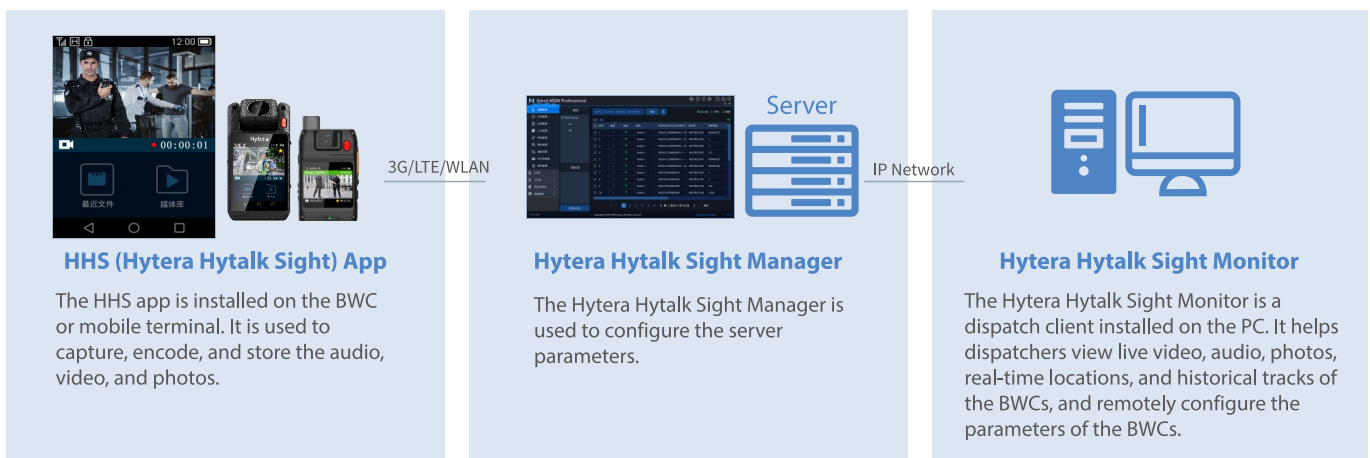 12:00
Hytera
00:00:01
最近文件
媒体库
3G/LTE/WLAN
Smart MDM Professional
Server
IP Network
HHS (Hytera Hytalk Sight) App
The HHS app is installed on the BWC
or mobile terminal. It is used to
capture, encode, and store the audio,
video, and photos.
Hytera Hytalk Sight Manager
The Hytera Hytalk Sight Manager is
used to configure the server
parameters.
Hytera Hytalk Sight Monitor
The Hytera Hytalk Sight Monitor is a
dispatch client installed on the PC. It helps
dispatchers view live video, audio, photos,
real-time locations, and historical tracks of
the BWCs, and remotely configure the
parameters of the BWCs.